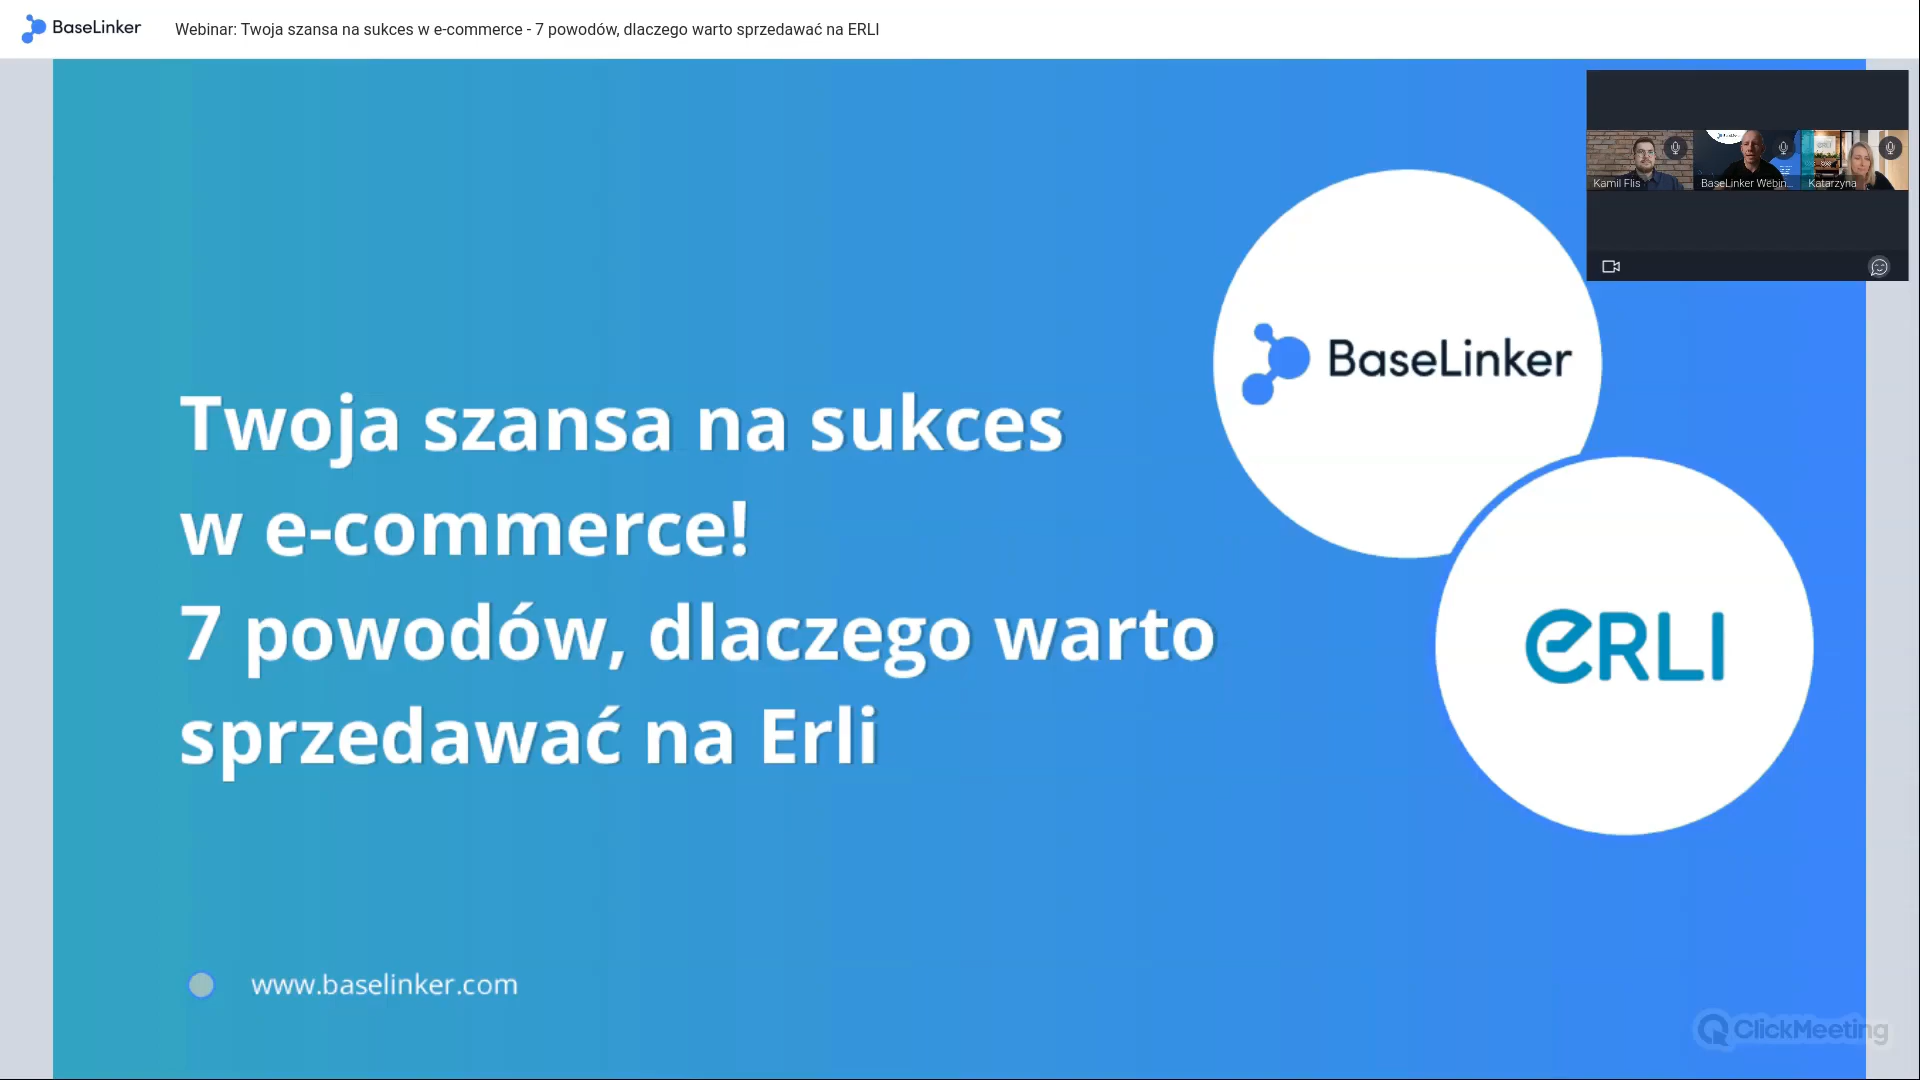 BaseLinker
Webinar: Twoja szansa na sukces w e-commerce - 7 powodów, dlaczego warto sprzedawać na ERLI
Kamil Flis
BaseLinker Webin...
Katarzyna
BaseLinker
Twoja szansa na sukces
w e-commerce!
7 powodów, dlaczego warto
sprzedawać na Erli
ERLI
www.baselinker.com
ClickMeeting